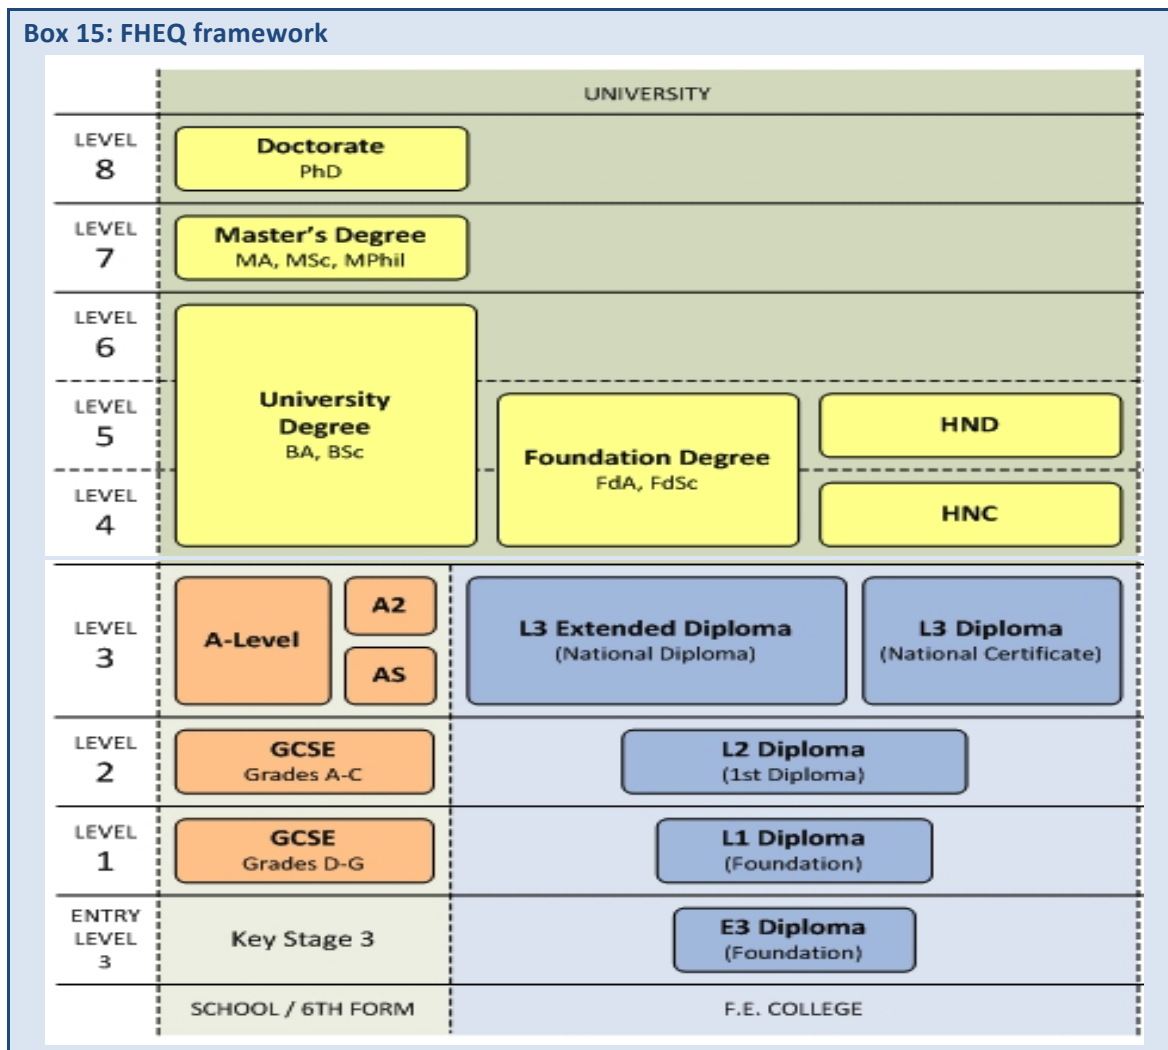 Box 15: FHEQ framework
UNIVERSITY
LEVEL
8
Doctorate
PhD
LEVEL
7
Master's Degree
MA, MSc, MPhil
LEVEL
6
University
Degree
BA, BSc
LEVEL
5
Foundation Degree
FdA, FdSc
HND
LEVEL
4
HNC
LEVEL
3
A-Level
A2
AS
L3 Extended Diploma
(National Diploma)
L3 Diploma
(National Certificate)
LEVEL
2
GCSE
Grades A-C
L2 Diploma
(1st Diploma)
LEVEL
1
GCSE
Grades D-G
L1 Diploma
(Foundation)
ENTRY
LEVEL
3
Key Stage 3
E3 Diploma
(Foundation)
SCHOOL / 6TH FORM
F.E. COLLEGE